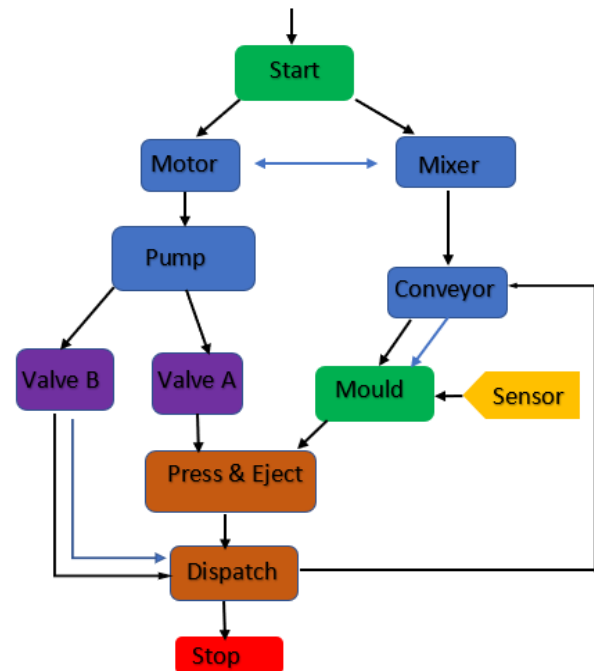 Start
Motor
Mixer
Pump
Conveyor
Valve B
Valve A
Mould
Sensor
Press & Eject
Dispatch
Stop